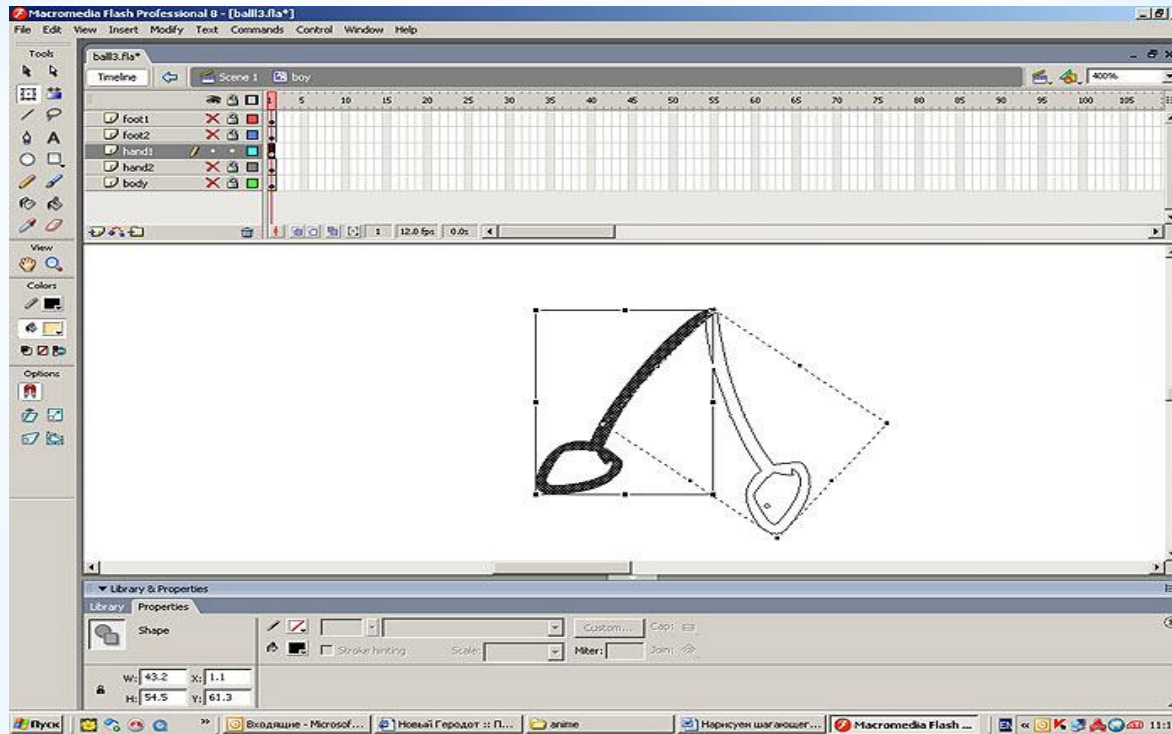 Macromedia Flash Professional 8 - [balll3.fla*]
File Edit View Insert Modify Text Commands Control Window Help
Tools
balll3.fla*
Timeline Scene 1 boy 400%
1 5 10 15 20 25 30 35 40 45 50 55 60 65 70 75 80 85 90 95 100 105
foot1
foot2
hand1
hand2
body
1 12.0 fps 0.0s
View
Colors
Options
Library & Properties
Library Properties
Shape
Custom... Cap:
Stroke hinting Scale: Miter: Join:
W: 43.2 X: 1.1
H: 54.5 Y: 61.3
Пуск » Входящие - Microsof... Новый Геродот :: П... anime Нарисуем шагающег... Macromedia Flash ... « 11:1